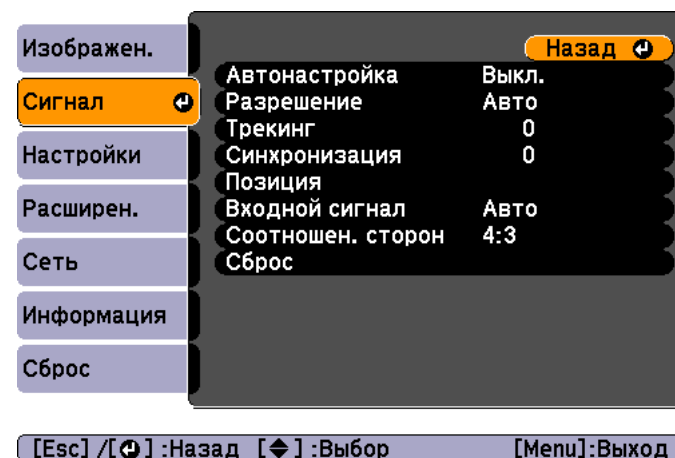 Изображен.
Сигнал
Настройки
Расширен.
Сеть
Информация
Сброс
Назад
Автонастройка Выкл.
Разрешение Авто
Трекинг 0
Синхронизация 0
Позиция
Входной сигнал Авто
Соотношен. сторон 4:3
Сброс
[Esc] /[⏎] :Назад [◆] :Выбор [Menu]:Выход